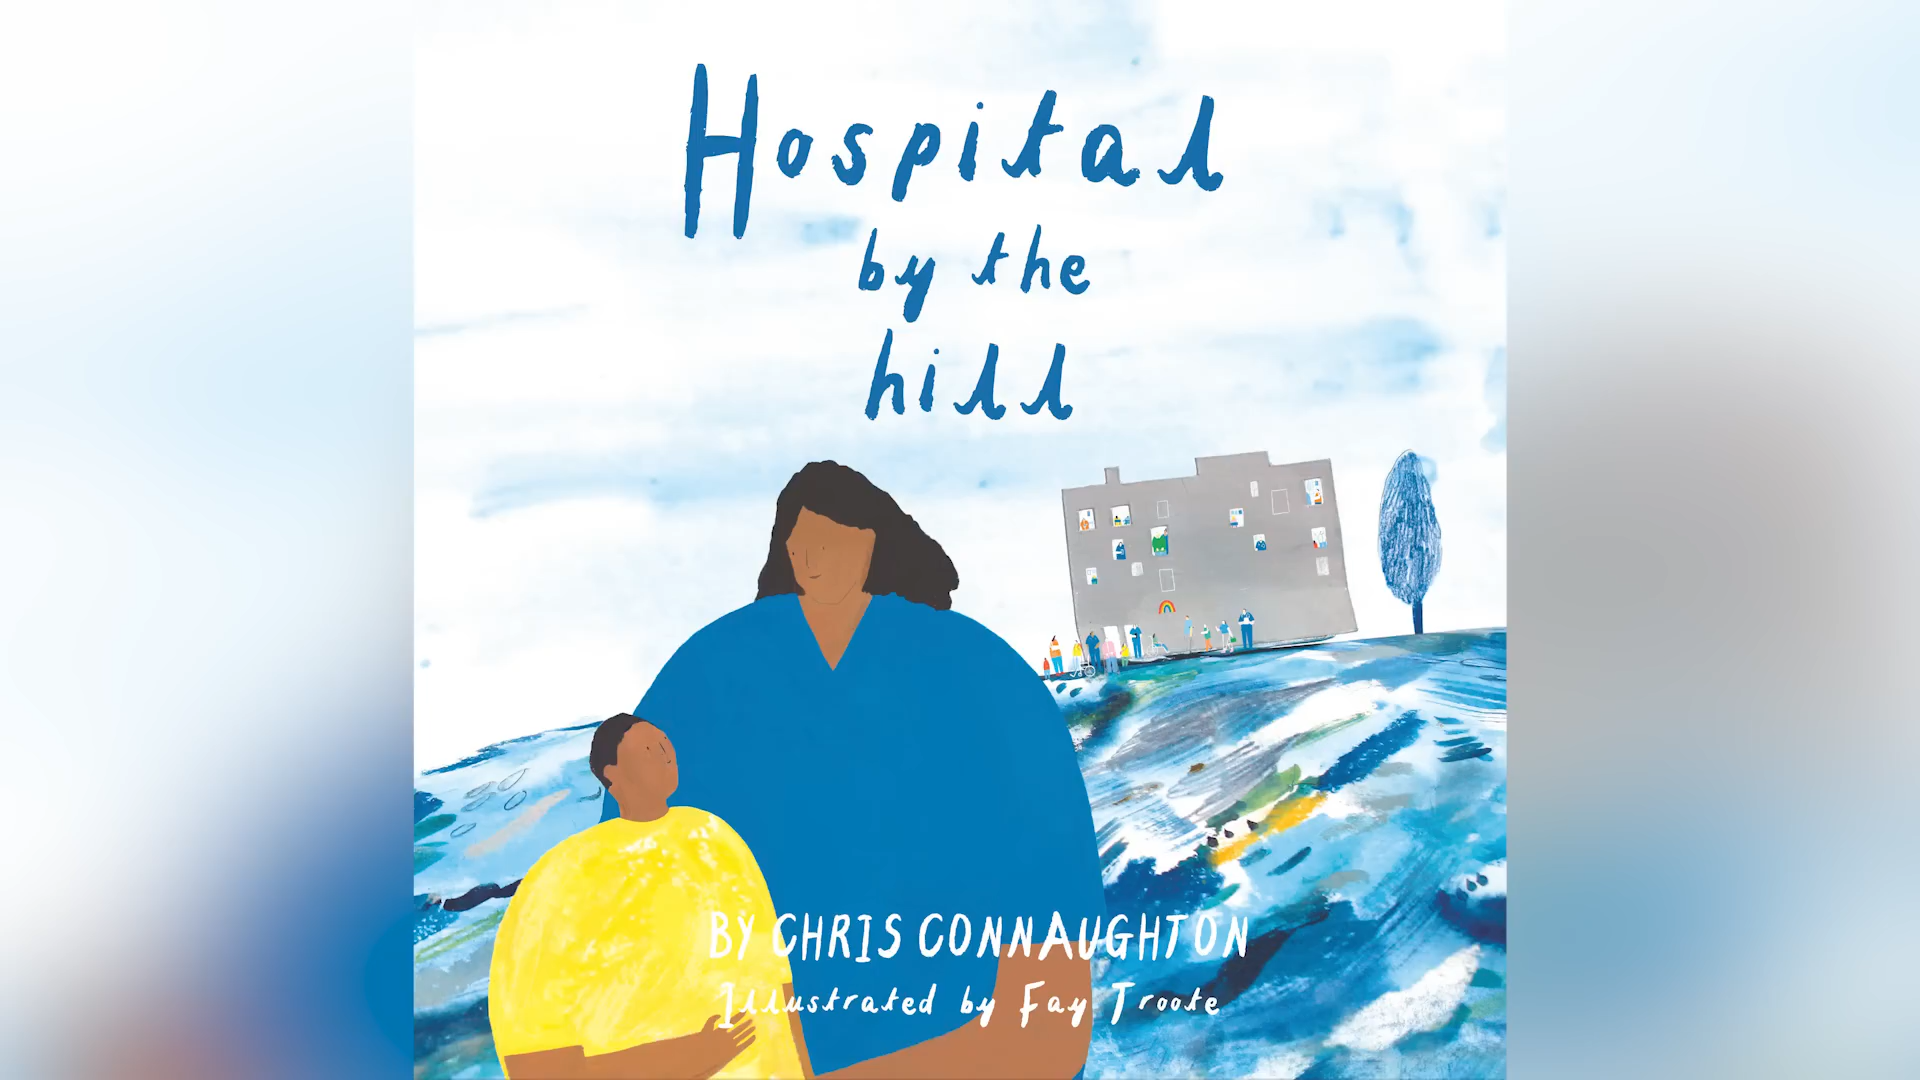 Hospital
by the
hill
BY CHRIS CONNAUGHTON
Illustrated by Fay Troote